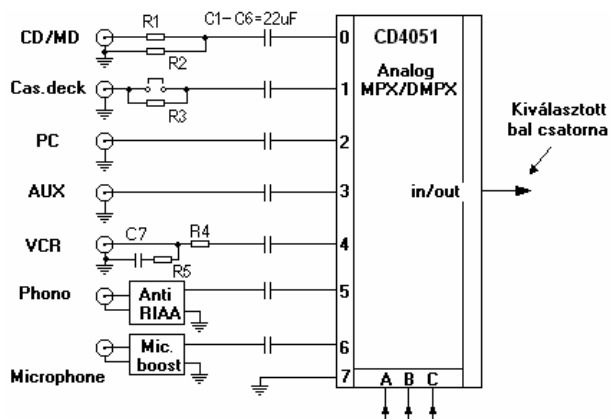 C1-C6=22uF
CD/MD
R1
R2
0
CD4051
Analog
MPX/DMPX
Cas.deck
R3
1
Kiválasztott
bal csatorna
PC
2
AUX
3
in/out
VCR
C7
R4
R5
4
Phono
Anti
RIAA
5
Mic.
boost
6
Microphone
7
A B C